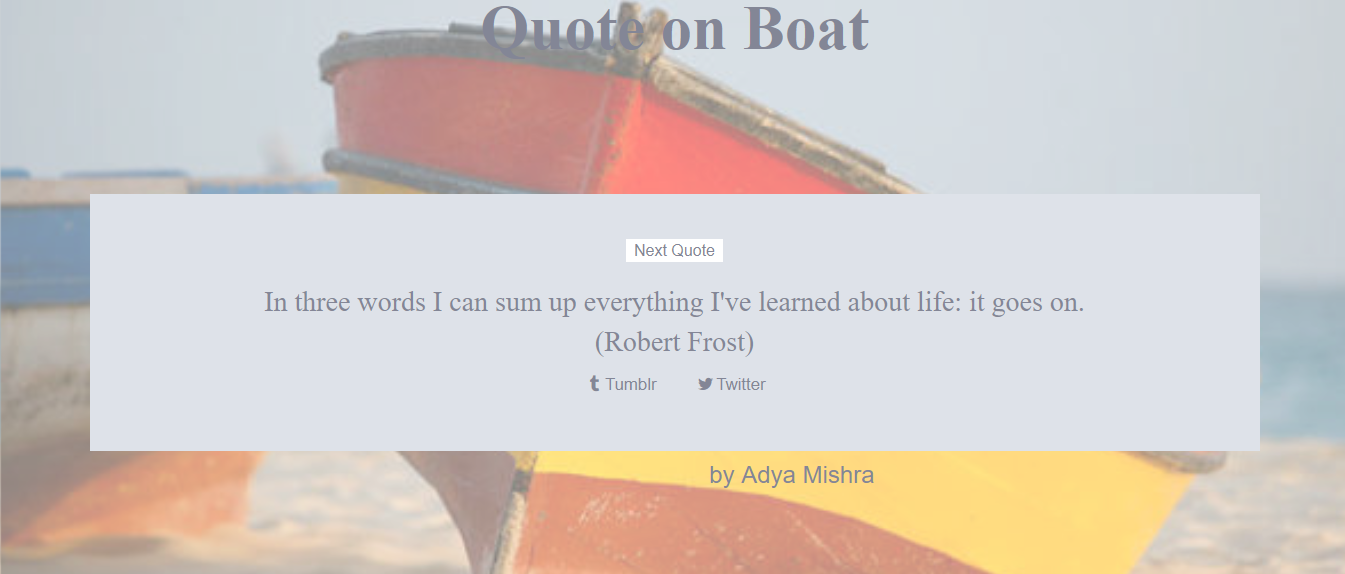 Quote on Boat
Next Quote
In three words I can sum up everything I've learned about life: it goes on.
(Robert Frost)
Tumblr Twitter
by Adya Mishra